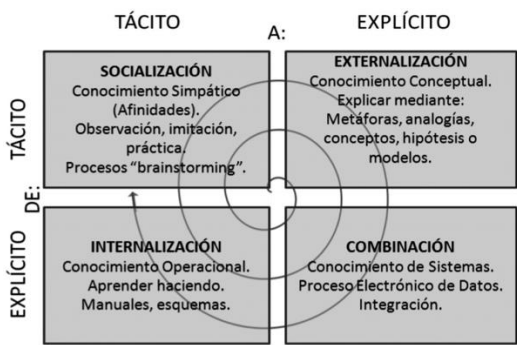 TÁCITO
EXPLÍCITO
A:
TÁCITO
SOCIALIZACIÓN
Conocimiento Simpático
(Afinidades).
Observación, imitación,
práctica.
Procesos “brainstorming”.
EXTERNALIZACIÓN
Conocimiento Conceptual.
Explicar mediante:
Metáforas, analogías,
conceptos, hipótesis o
modelos.
DE:
EXPLÍCITO
INTERNALIZACIÓN
Conocimiento Operacional.
Aprender haciendo.
Manuales, esquemas.
COMBINACIÓN
Conocimiento de Sistemas.
Proceso Electrónico de Datos.
Integración.